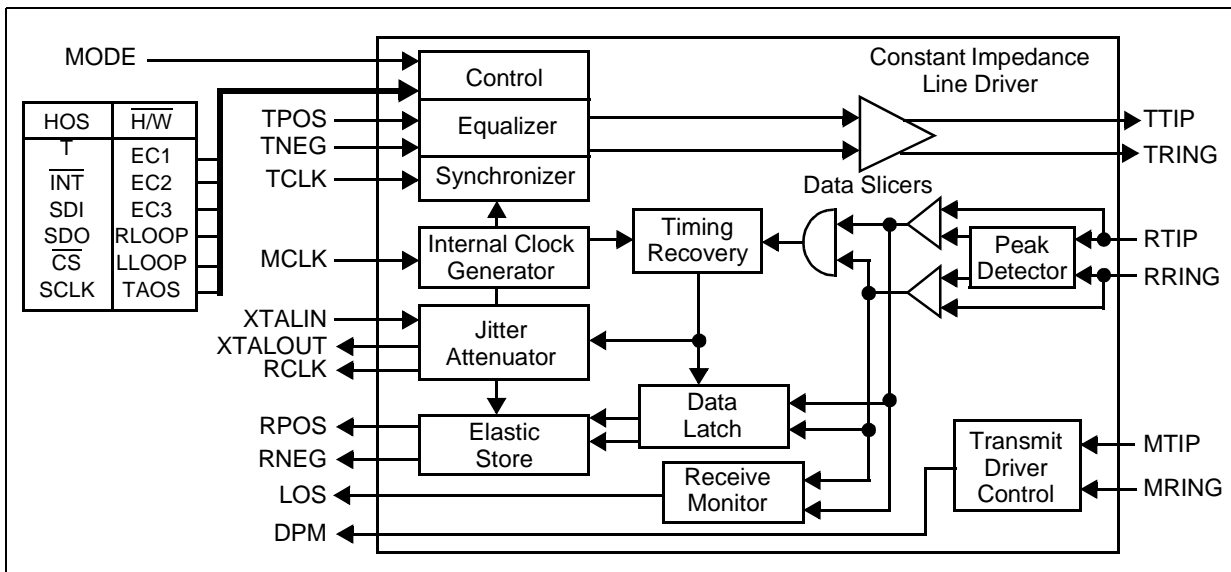 MODE
Control
Constant Impedance
Line Driver
HOS H/W
T EC1
INT EC2
SDI EC3
SDO RLOOP
CS LLOOP
SCLK TAOS
TPOS
TNEG
TCLK
Equalizer
Synchronizer
TTIP
TRING
Data Slicers
MCLK
Internal Clock
Generator
Timing
Recovery
Peak
Detector
RTIP
RRING
XTALIN
XTALOUT
RCLK
Jitter
Attenuator
RPOS
RNEG
Elastic
Store
Data
Latch
LOS
Receive
Monitor
DPM
Transmit
Driver
Control
MTIP
MRING